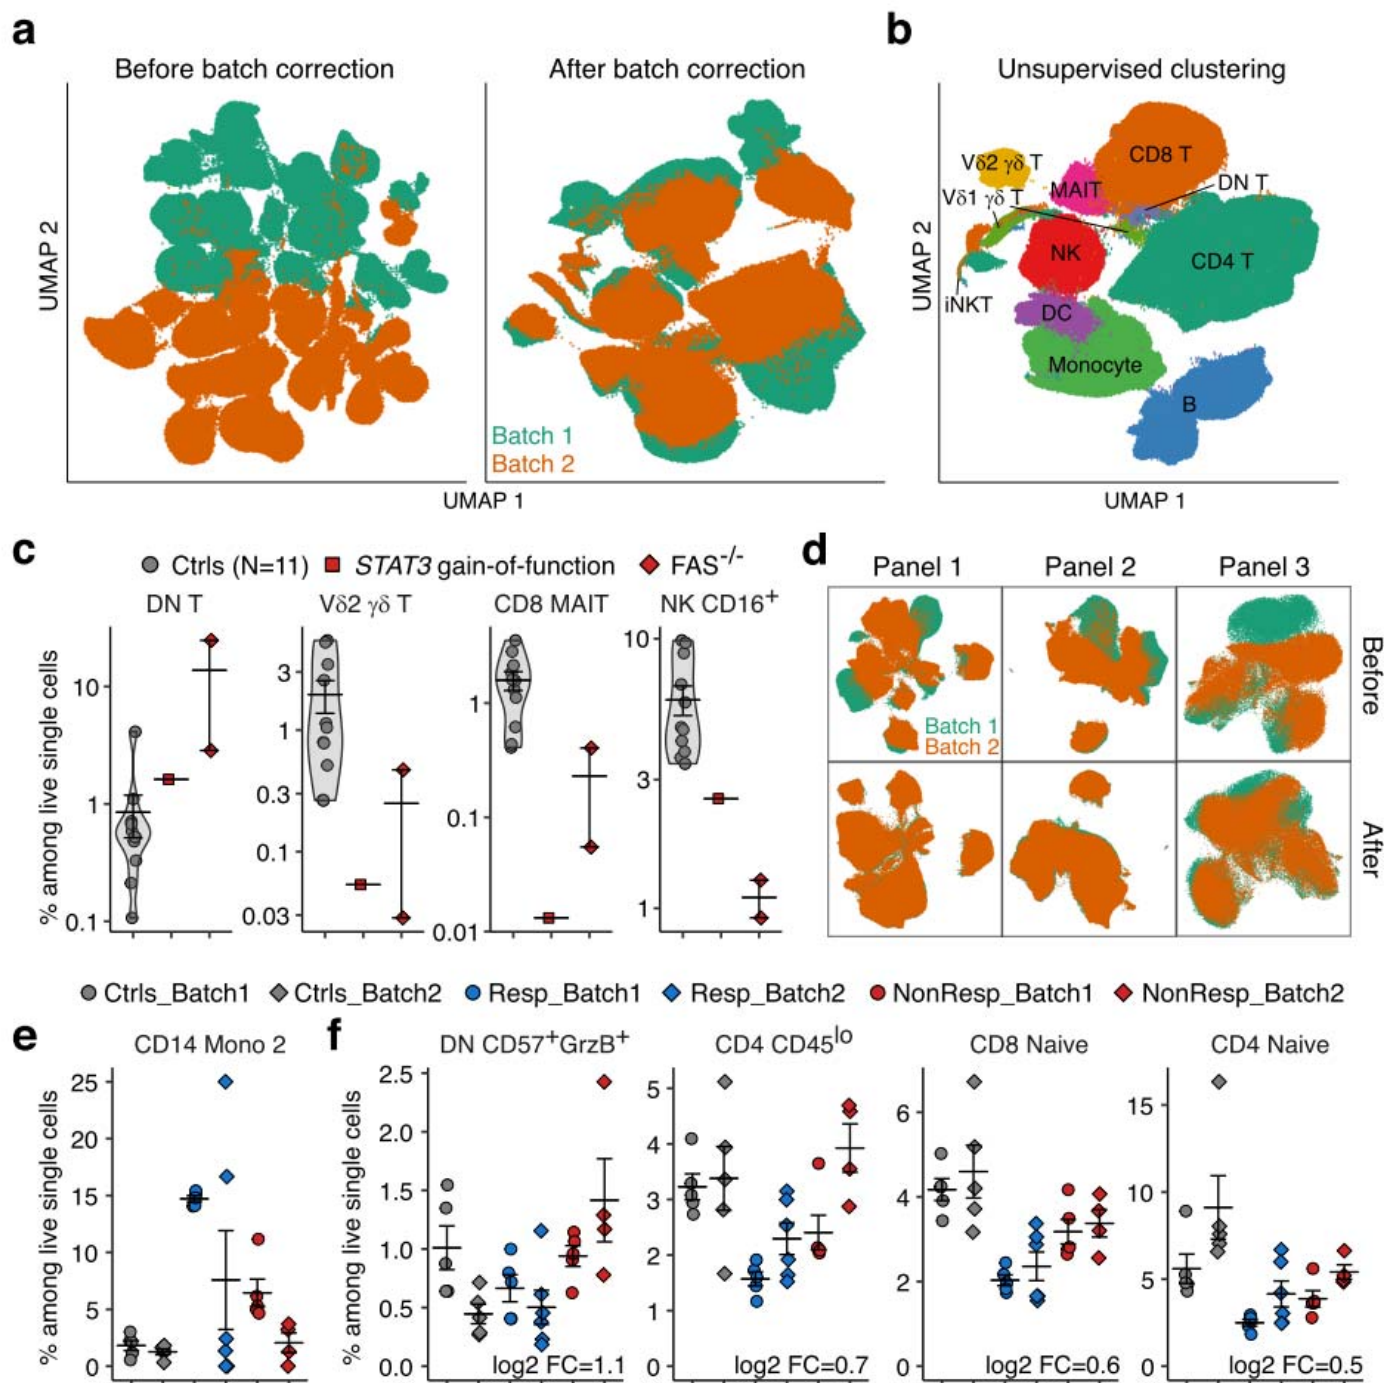 a
Before batch correction
After batch correction
UMAP 2
Batch 1
Batch 2
UMAP 1
b
Unsupervised clustering
UMAP 2
Vδ2 γδ T
CD8 T
MAIT
DN T
Vδ1 γδ T
NK
CD4 T
iNKT
DC
Monocyte
B
UMAP 1
c
Ctrls (N=11) STAT3 gain-of-function FAS-/-
DN T Vδ2 γδ T CD8 MAIT NK CD16+
% among live single cells
10
1
0.1
3
1
0.3
0.1
0.03
1
0.1
0.01
10
3
1
d
Panel 1 Panel 2 Panel 3
Before
Batch 1
Batch 2
After
Ctrls_Batch1 Ctrls_Batch2 Resp_Batch1 Resp_Batch2 NonResp_Batch1 NonResp_Batch2
e
CD14 Mono 2
% among live single cells
25
20
15
10
5
0
f
DN CD57+GrzB+ CD4 CD45lo CD8 Naive CD4 Naive
% among live single cells
2.5
2.0
1.5
1.0
0.5
0.0
log2 FC=1.1
5
4
3
2
1
0
log2 FC=0.7
6
4
2
0
log2 FC=0.6
15
10
5
0
log2 FC=0.5